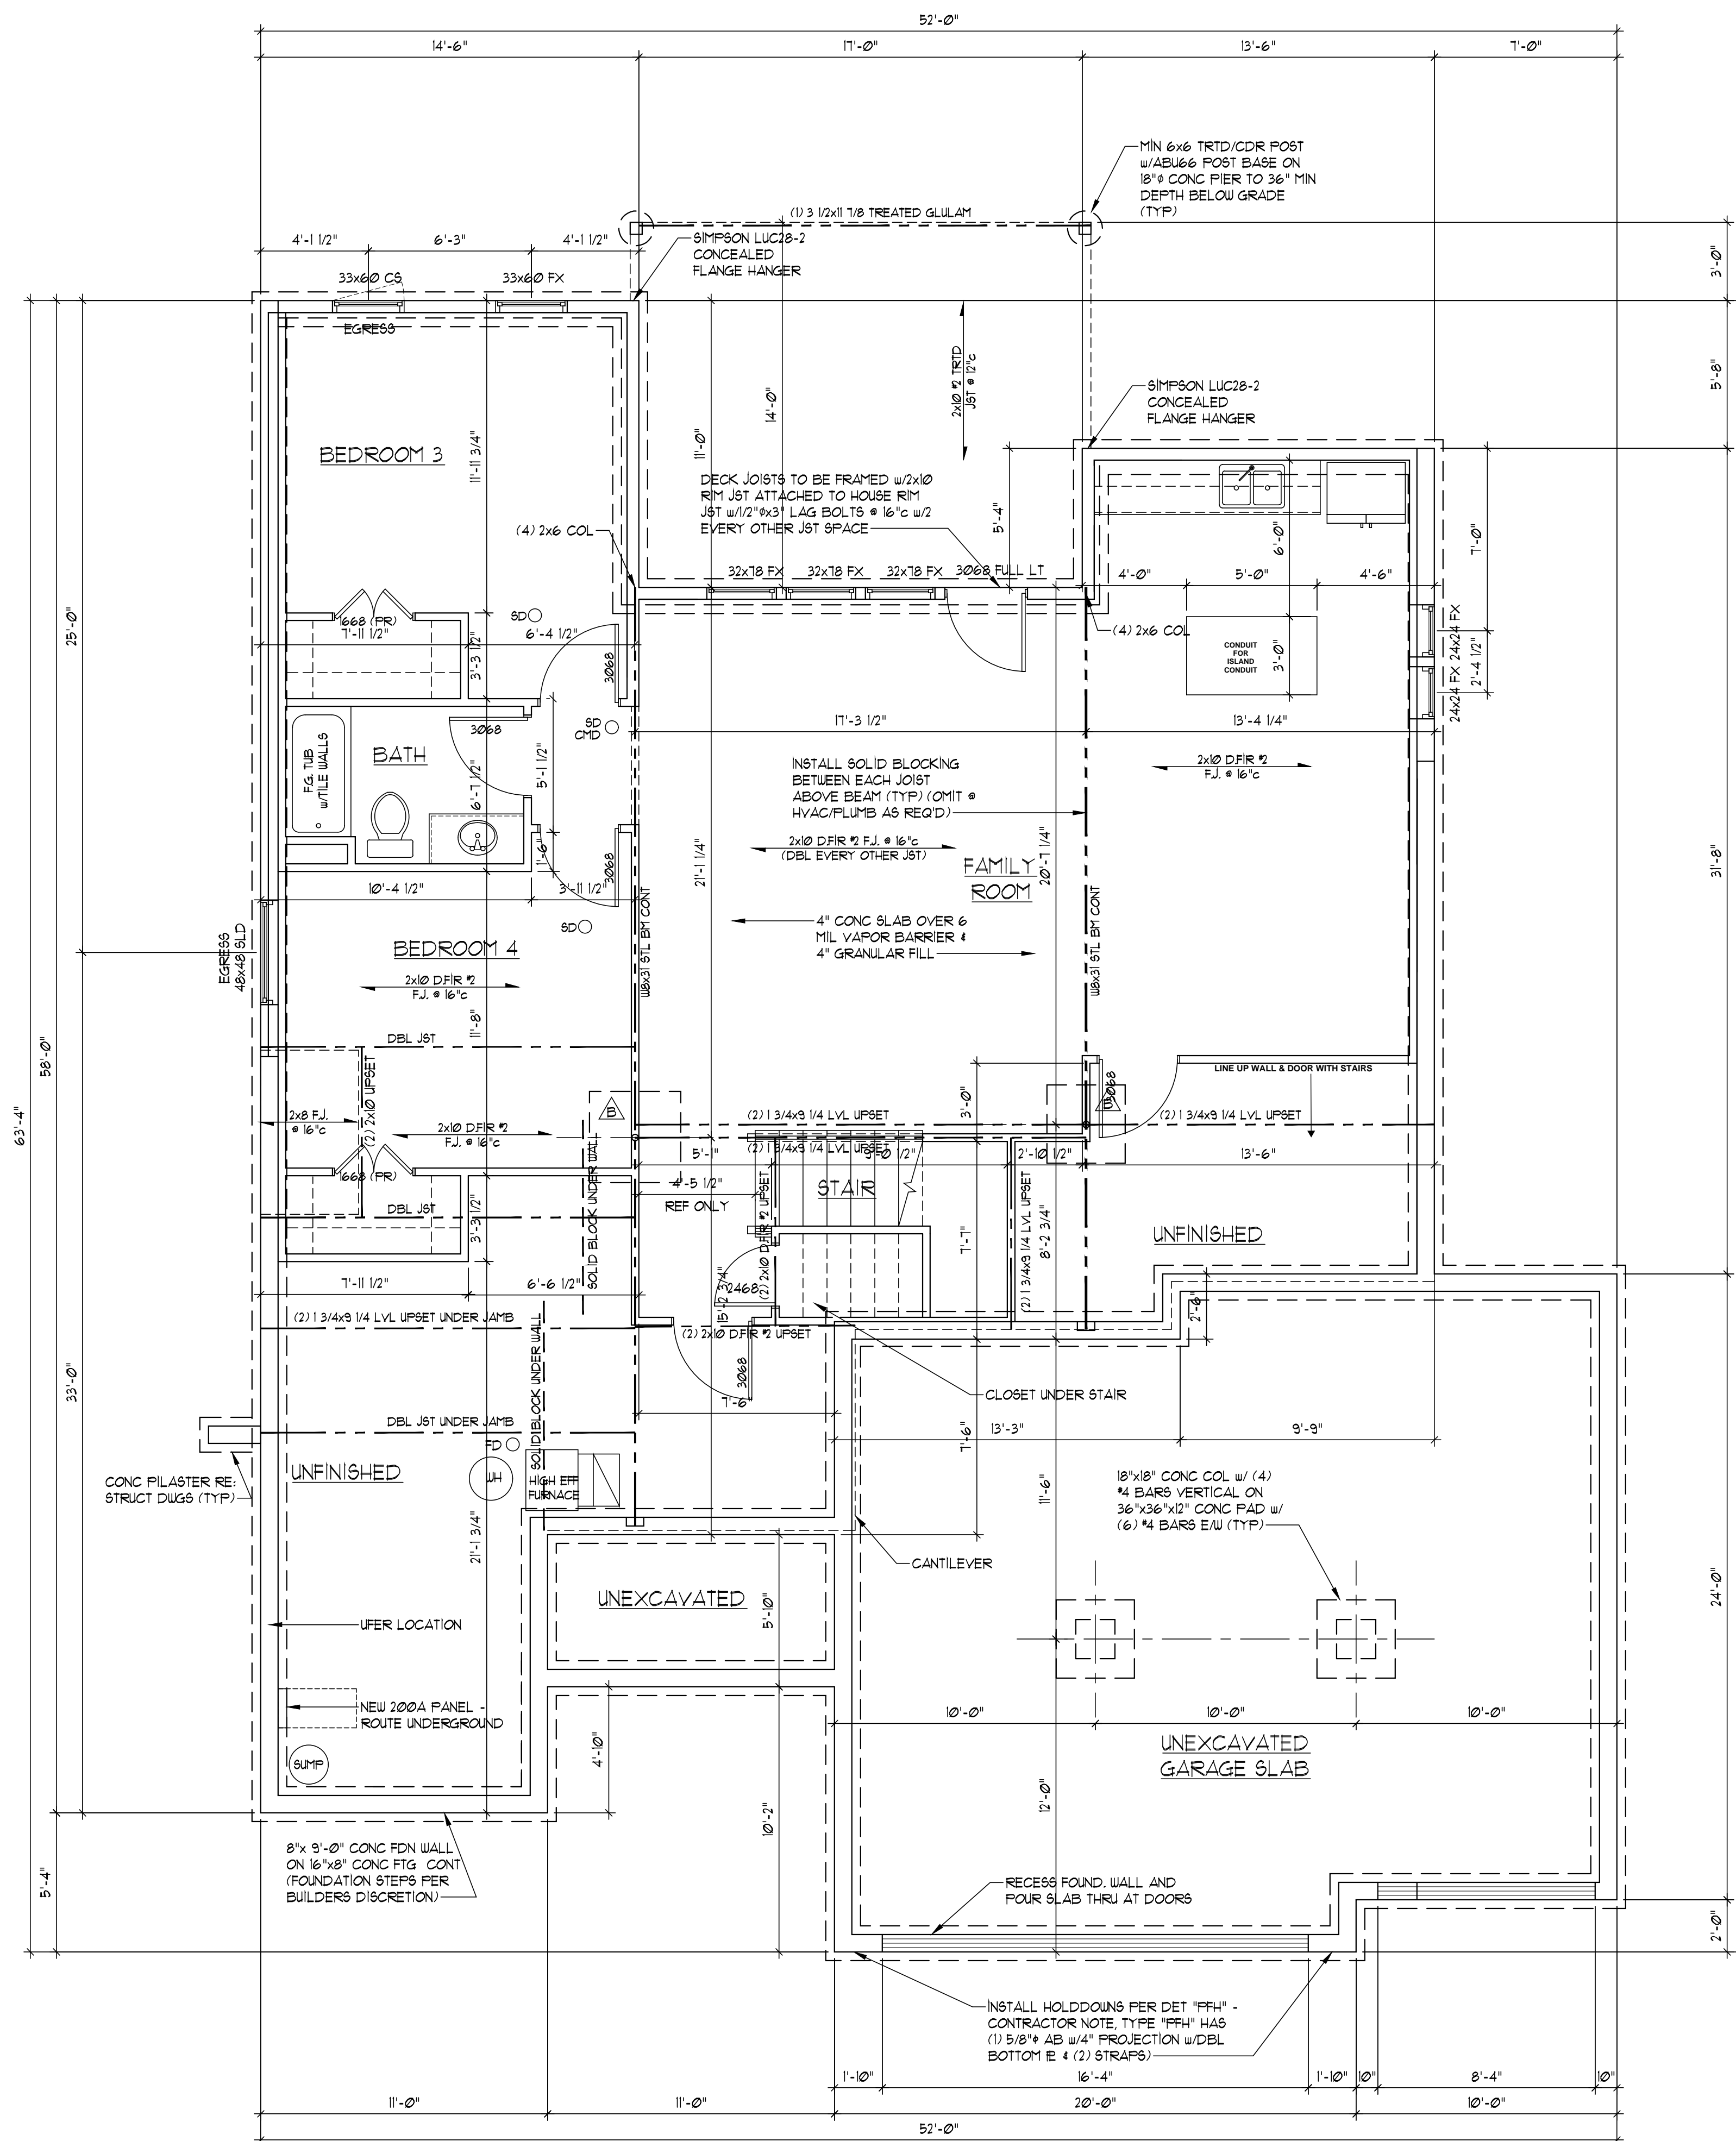 52'-0"
14'-6"
17'-0"
13'-6"
7'-0"
MIN 6x6 TRTD/CDR POST
w/ABU66 POST BASE ON
18"ø CONC PIER TO 36" MIN
DEPTH BELOW GRADE
(TYP)
(1) 3 1/2x11 7/8 TREATED GLULAM
4'-1 1/2"
6'-3"
4'-1 1/2"
SIMPSON LUC28-2
CONCEALED
FLANGE HANGER
3'-0"
33x60 CS
33x60 FX
EGRESS
2x10 #2 TRTD
JST @ 12"c
5'-8"
SIMPSON LUC28-2
CONCEALED
FLANGE HANGER
14'-0"
11'-0"
BEDROOM 3
11'-11 3/4"
DECK JOISTS TO BE FRAMED w/2x10
RIM JST ATTACHED TO HOUSE RIM
JST w/1/2"øx3" LAG BOLTS @ 16"c w/2
EVERY OTHER JST SPACE
(4) 2x6 COL
5'-4"
6'-0"
7'-0"
32x78 FX
32x78 FX
32x78 FX
3068 FULL LT
4'-0"
5'-0"
4'-6"
25'-0"
SD
1668 (PR)
7'-11 1/2"
6'-4 1/2"
3'-3 1/2"
3068
(4) 2x6 COL
CONDUIT
FOR
ISLAND
CONDUIT
3'-0"
24x24 FX 24x24 FX
2'-4 1/2"
SD
CMD
3068
17'-3 1/2"
13'-4 1/4"
BATH
F.G. TUB
w/TILE WALLS
6'-7 1/2"
5'-1 1/2"
INSTALL SOLID BLOCKING
BETWEEN EACH JOIST
ABOVE BEAM (TYP) (OMIT @
HVAC/PLUMB AS REQ'D)
2x10 D.FIR #2
F.J. @ 16"c
2x10 D.FIR #2 F.J. @ 16"c
(DBL EVERY OTHER JST)
1'-6"
3068
21'-1 1/4"
20'-7 1/4"
FAMILY
ROOM
31'-8"
10'-4 1/2"
3'-11 1/2"
SD
W8x31 STL BM CONT
W8x31 STL BM CONT
4" CONC SLAB OVER 6
MIL VAPOR BARRIER &
4" GRANULAR FILL
EGRESS
48x48 SLD
BEDROOM 4
2x10 D.FIR #2
F.J. @ 16"c
11'-8"
DBL JST
58'-0"
63'-4"
LINE UP WALL & DOOR WITH STAIRS
3068
(2) 2x10 UPSET
2x8 F.J.
@ 16"c
2x10 D.FIR #2
F.J. @ 16"c
B
B
(2) 1 3/4x9 1/4 LVL UPSET
3'-0"
(2) 1 3/4x9 1/4 LVL UPSET
(2) 1 3/4x9 1/4 LVL UPSET
5'-1"
9'-0 1/2"
2'-10 1/2"
13'-6"
1668 (PR)
4'-5 1/2"
REF ONLY
STAIR
SOLID BLOCK UNDER WALL
DBL JST
3'-3 1/2"
(2) 2x10 D.FIR #2 UPSET
(2) 1 3/4x9 1/4 LVL UPSET
7'-7"
8'-2 3/4"
UNFINISHED
7'-11 1/2"
6'-6 1/2"
2468
15'-2 3/4"
2'-6"
(2) 1 3/4x9 1/4 LVL UPSET UNDER JAMB
(2) 2x10 D.FIR #2 UPSET
33'-0"
SOLID BLOCK UNDER WALL
3068
7'-6"
CLOSET UNDER STAIR
DBL JST UNDER JAMB
FD
7'-6"
13'-3"
9'-9"
CONC PILASTER RE:
STRUCT DWGS (TYP)
UNFINISHED
WH
HIGH EFF
FURNACE
11'-6"
18"x18" CONC COL w/ (4)
#4 BARS VERTICAL ON
36"x36"x12" CONC PAD w/
(6) #4 BARS E/W (TYP)
21'-1 3/4"
CANTILEVER
UNEXCAVATED
5'-10"
24'-0"
UFER LOCATION
NEW 200A PANEL -
ROUTE UNDERGROUND
10'-0"
10'-0"
10'-0"
SUMP
4'-10"
UNEXCAVATED
GARAGE SLAB
12'-0"
10'-2"
8"x 9'-0" CONC FDN WALL
ON 16"x8" CONC FTG CONT
(FOUNDATION STEPS PER
BUILDERS DISCRETION)
5'-4"
RECESS FOUND. WALL AND
POUR SLAB THRU AT DOORS
2'-0"
INSTALL HOLDDOWNS PER DET "PFH" -
CONTRACTOR NOTE, TYPE "PFH" HAS
(1) 5/8"ø AB w/4" PROJECTION w/DBL
BOTTOM PL & (2) STRAPS)
1'-10"
16'-4"
1'-10"
10"
8'-4"
10"
11'-0"
11'-0"
20'-0"
10'-0"
52'-0"